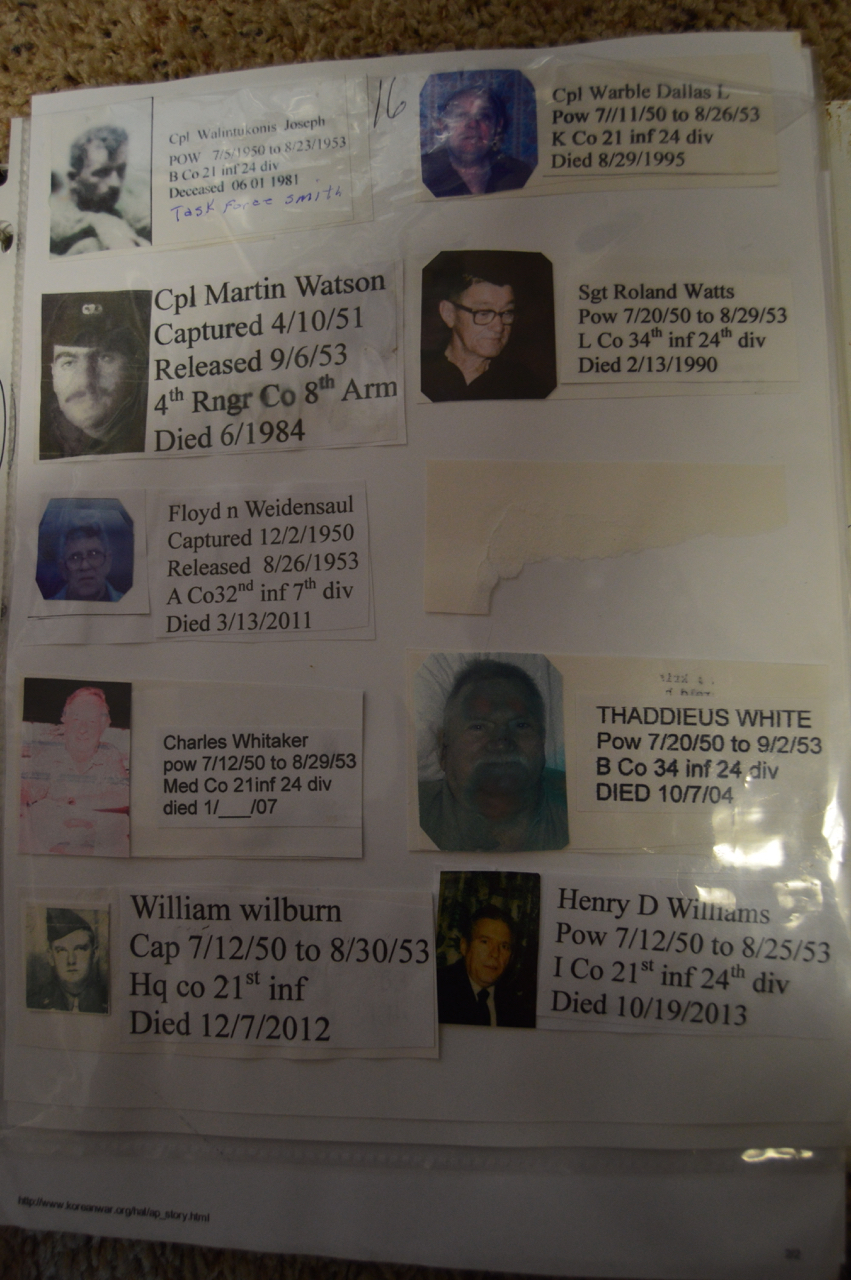 16
Cpl Walintukonis Joseph
POW 7/5/1950 to 8/23/1953
B Co 21 inf 24 div
Deceased 06 01 1981
Task Force Smith
Cpl Warble Dallas L
Pow 7//11/50 to 8/26/53
K Co 21 inf 24 div
Died 8/29/1995
Cpl Martin Watson
Captured 4/10/51
Released 9/6/53
4th Rngr Co 8th Arm
Died 6/1984
Sgt Roland Watts
Pow 7/20/50 to 8/29/53
L Co 34th inf 24th div
Died 2/13/1990
Floyd n Weidensaul
Captured 12/2/1950
Released 8/26/1953
A Co32nd inf 7th div
Died 3/13/2011
Charles Whitaker
pow 7/12/50 to 8/29/53
Med Co 21inf 24 div
died 1/___/07
THADDIEUS WHITE
Pow 7/20/50 to 9/2/53
B Co 34 inf 24 div
DIED 10/7/04
William wilburn
Cap 7/12/50 to 8/30/53
Hq co 21st inf
Died 12/7/2012
Henry D Williams
Pow 7/12/50 to 8/25/53
I Co 21st inf 24th div
Died 10/19/2013
http://www.koreanwar.org/html/ap_story.html